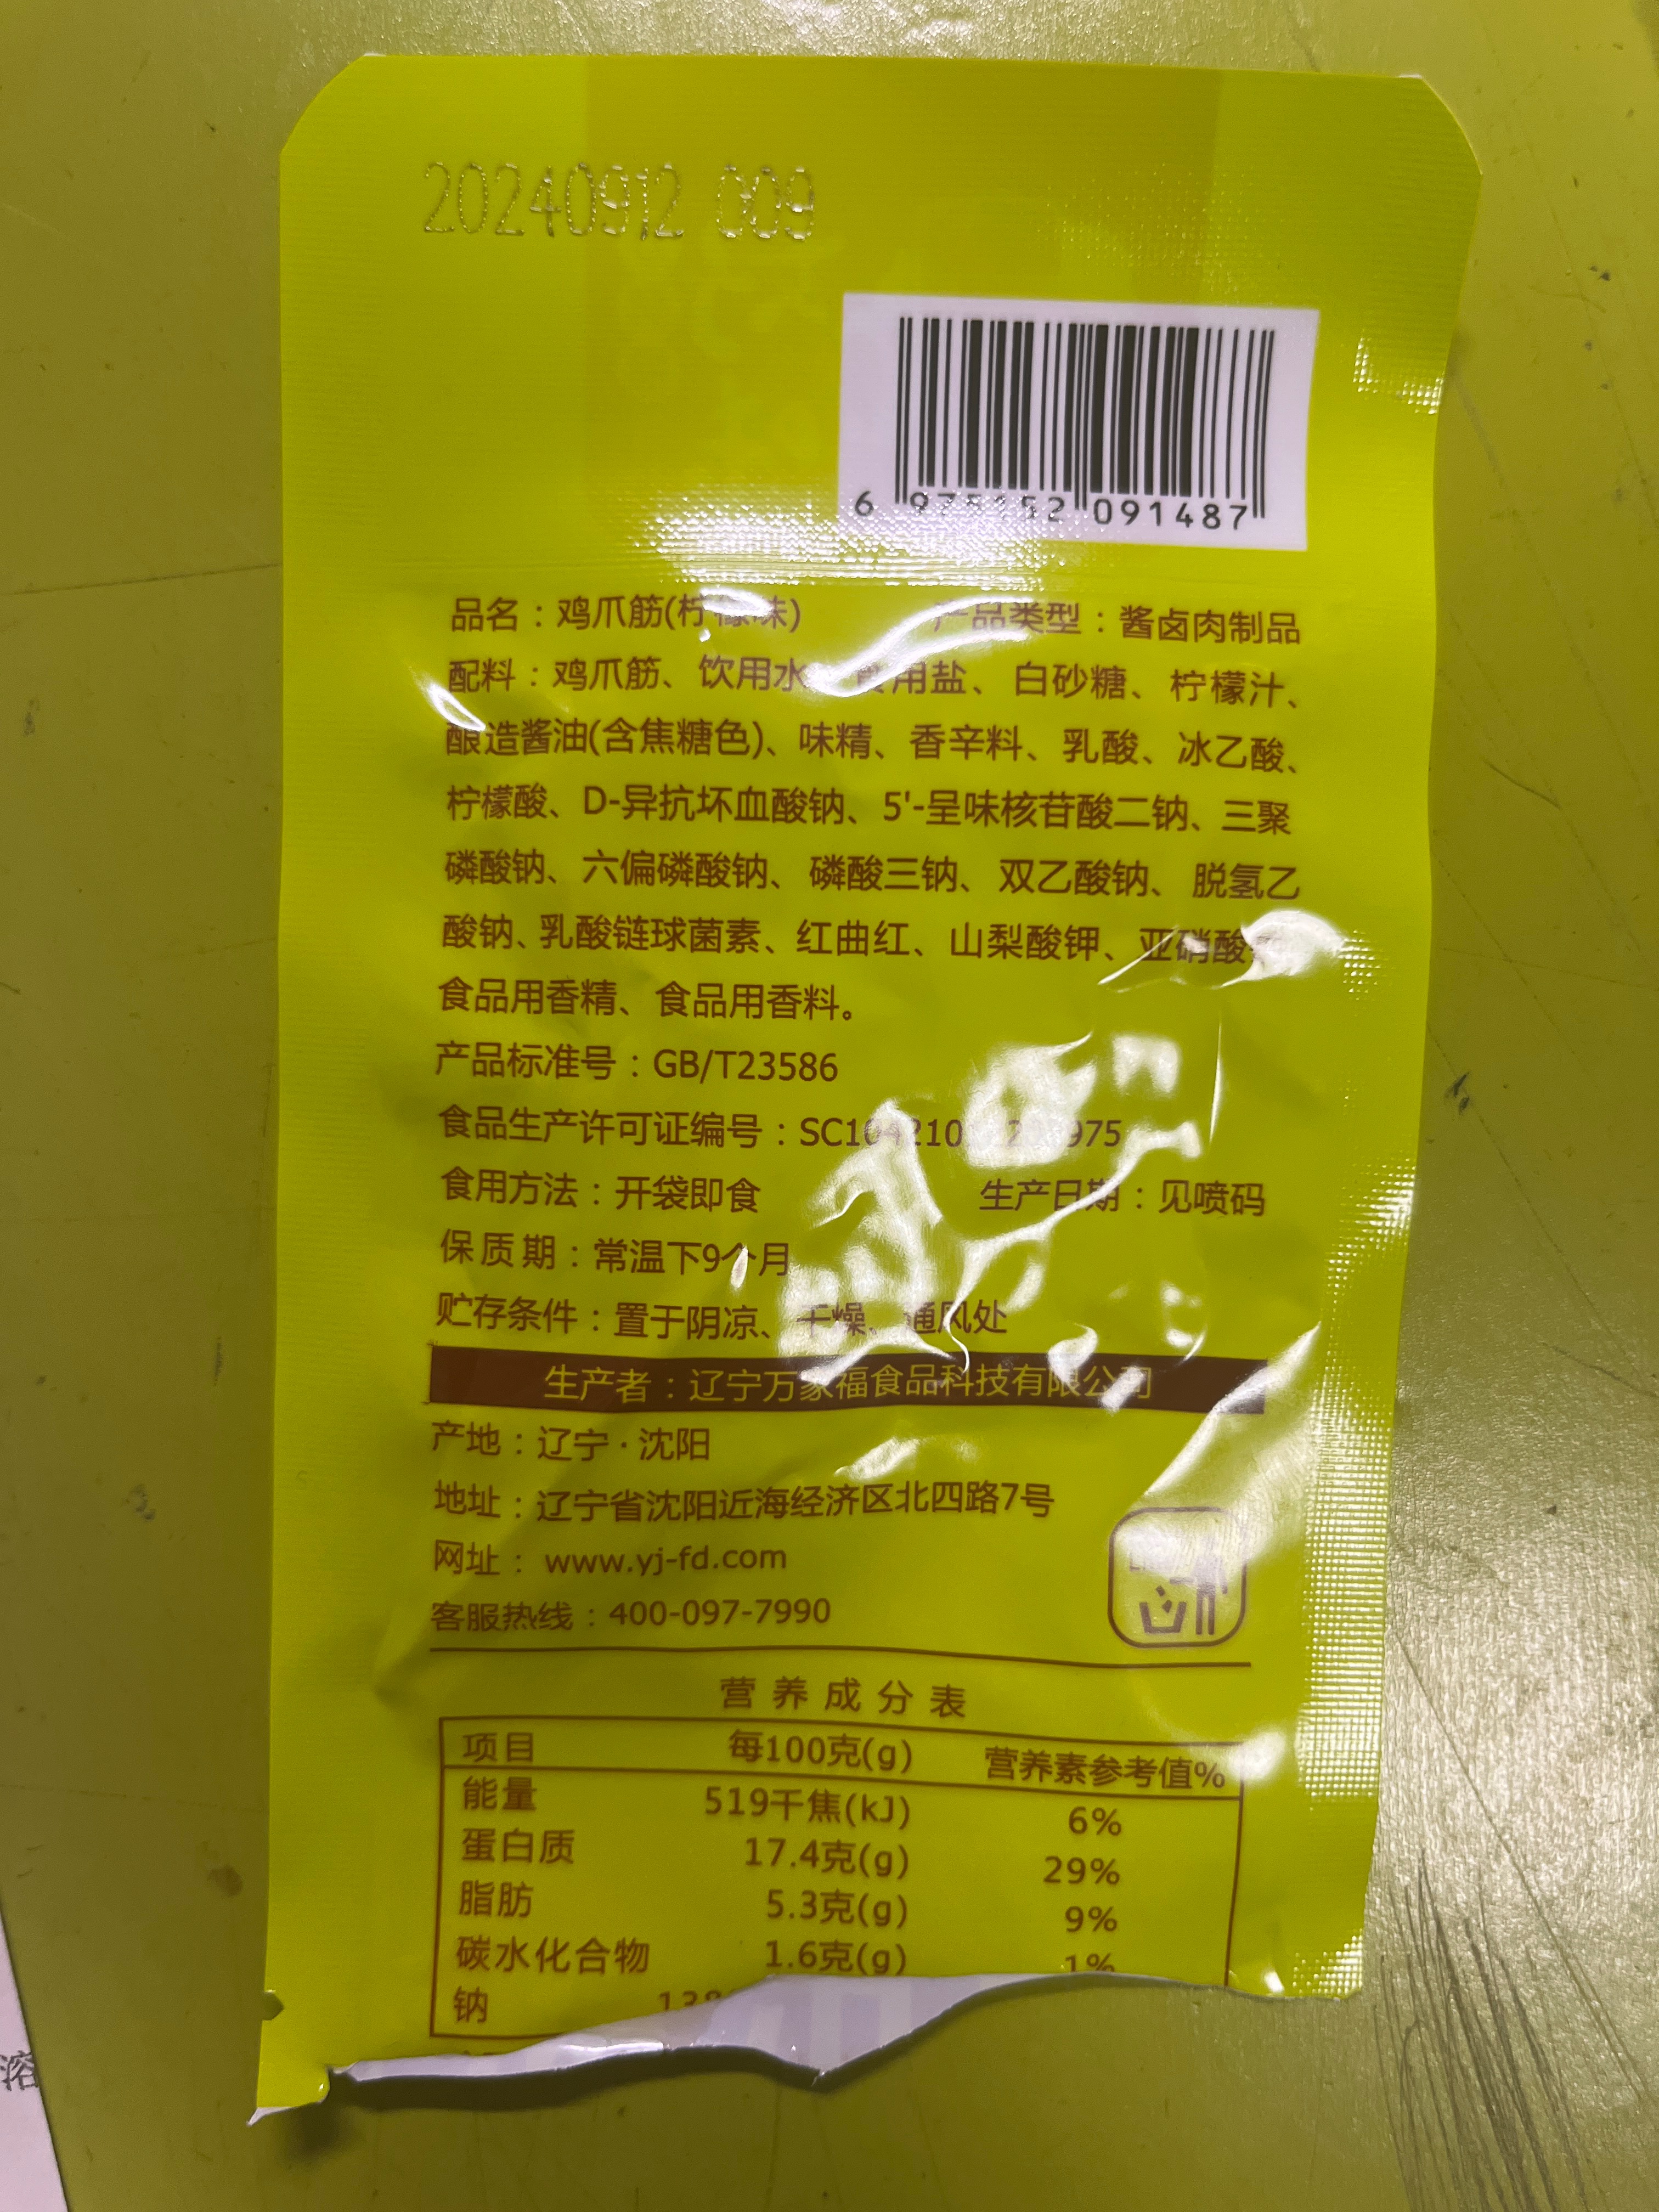 20240912 009
6 975152 091487
品名：鸡爪筋(柠檬味) 产品类型：酱卤肉制品
配料：鸡爪筋、饮用水、食用盐、白砂糖、柠檬汁、
酿造酱油(含焦糖色)、味精、香辛料、乳酸、冰乙酸、
柠檬酸、D-异抗坏血酸钠、5'-呈味核苷酸二钠、三聚
磷酸钠、六偏磷酸钠、磷酸三钠、双乙酸钠、脱氢乙
酸钠、乳酸链球菌素、红曲红、山梨酸钾、亚硝酸
食品用香精、食品用香料。
产品标准号：GB/T23586
食品生产许可证编号：
食用方法：开袋即食 生产日期：见喷码
保质期：常温下9个月
贮存条件：置于阴凉、干燥、通风处
生产者：辽宁万家福食品科技有限公司
产地：辽宁·沈阳
地址：辽宁省沈阳近海经济区北四路7号
网址：www.yj-fd.com
客服热线：400-097-7990
营养成分表
项目 每100克(g) 营养素参考值%
能量 519千焦(kJ) 6%
蛋白质 17.4克(g) 29%
脂肪 5.3克(g) 9%
碳水化合物 1.6克(g) 1%
钠
溶